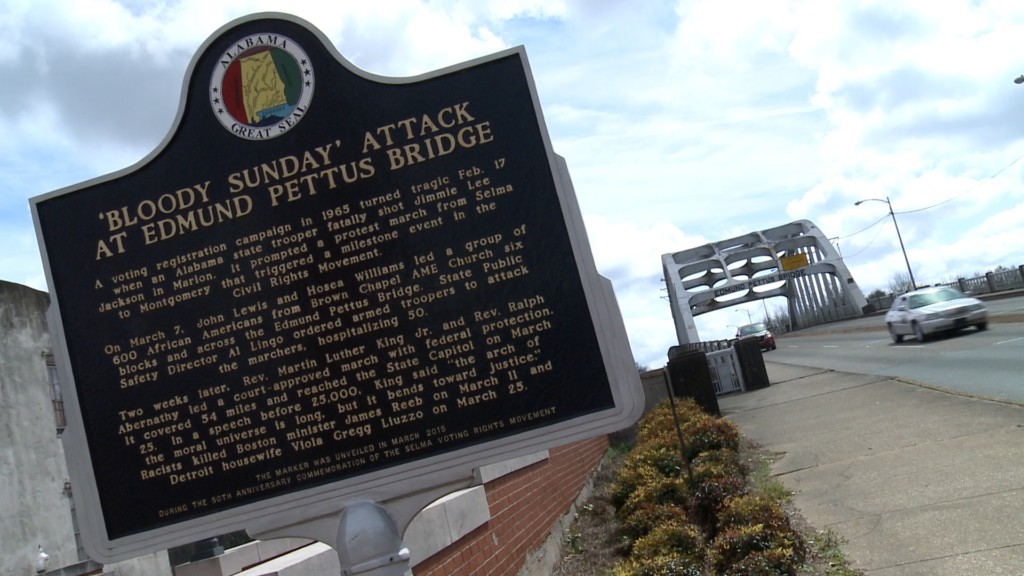 ALABAMA
GREAT SEAL
'BLOODY SUNDAY' ATTACK
AT EDMUND PETTUS BRIDGE
A voting registration campaign in 1965 turned tragic Feb. 17
when an Alabama state trooper fatally shot Jimmie Lee
Jackson in Marion. It prompted a protest march from Selma
to Montgomery that triggered a milestone event in the
Civil Rights Movement.
On March 7, John Lewis and Hosea Williams led a group of
600 African Americans from Brown Chapel AME Church six
blocks and across the Edmund Pettus Bridge. State Public
Safety Director Al Lingo ordered armed troopers to attack
the marchers, hospitalizing 50.
Two weeks later, Rev. Martin Luther King Jr. and Rev. Ralph
Abernathy led a court-approved march with federal protection.
It covered 54 miles and reached the State Capitol on March
25. In a speech before 25,000, King said "the arc of
the moral universe is long, but it bends toward justice."
Racists killed Boston minister James Reeb on March 11 and
Detroit housewife Viola Gregg Liuzzo on March 25.
THE MARKER WAS UNVEILED IN MARCH 2015
DURING THE 50TH ANNIVERSARY COMMEMORATION OF THE SELMA VOTING RIGHTS MOVEMENT
EDMUND PETTUS BRIDGE